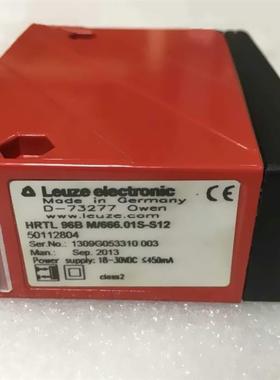 Leuze electronic
Made in Germany
D-73277 Owen
www.leuze.com
CE
HRTL 96B M/666.01S-S12
50112804
Ser.No.: 1309G053310 003
Man.: Sep. 2013
Power supply: 18-30VDC ≤450mA
class2